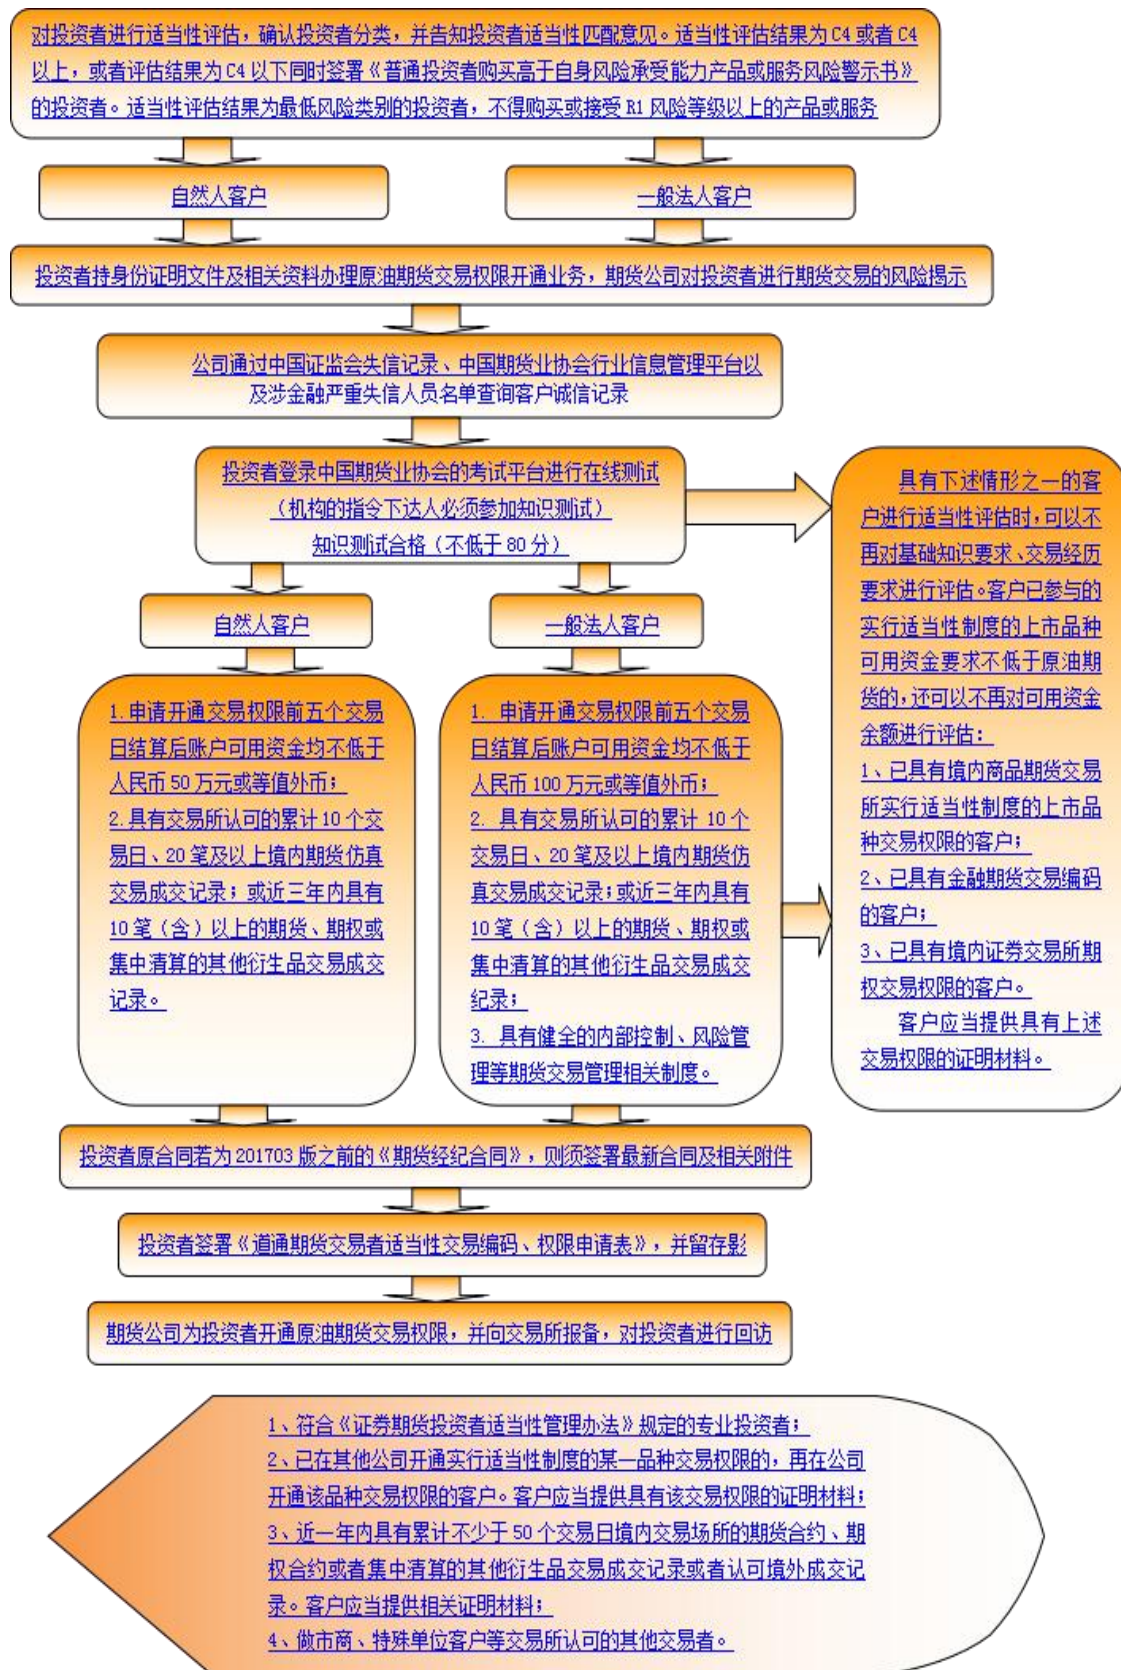 对投资者进行适当性评估，确认投资者分类，并告知投资者适当性匹配意见。适当性评估结果为C4或者C4
以上，或者评估结果为C4以下同时签署《普通投资者购买高于自身风险承受能力产品或服务风险警示书》
的投资者。适当性评估结果为最低风险类别的投资者，不得购买或接受R1风险等级以上的产品或服务
自然人客户
一般法人客户
投资者持身份证明文件及相关资料办理原油期货交易权限开通业务，期货公司对投资者进行期货交易的风险揭示
公司通过中国证监会失信记录、中国期货业协会行业信息管理平台以
及涉金融严重失信人员名单查询客户诚信记录
投资者登录中国期货业协会的考试平台进行在线测试
（机构的指令下达人必须参加知识测试）
知识测试合格（不低于80分）
自然人客户
一般法人客户
1.申请开通交易权限前五个交易
日结算后账户可用资金均不低于
人民币50万元或等值外币；
2.具有交易所认可的累计10个交
易日、20笔及以上境内期货仿真
交易成交记录；或近三年内具有
10笔（含）以上的期货、期权或
集中清算的其他衍生品交易成交
记录。
1. 申请开通交易权限前五个交易
日结算后账户可用资金均不低于
人民币100万元或等值外币；
2. 具有交易所认可的累计 10 个
交易日、20笔及以上境内期货仿
真交易成交记录；或近三年内具有
10笔（含）以上的期货、期权或
集中清算的其他衍生品交易成交
纪录；
3. 具有健全的内部控制、风险管
理等期货交易管理相关制度。
具有下述情形之一的客
户进行适当性评估时，可以不
再对基础知识要求、交易经历
要求进行评估。客户已参与的
实行适当性制度的上市品种
可用资金要求不低于原油期
货的，还可以不再对可用资金
余额进行评估：
1、已具有境内商品期货交易
所实行适当性制度的上市品
种交易权限的客户；
2、已具有金融期货交易编码
的客户；
3、已具有境内证券交易所期
权交易权限的客户。
客户应当提供具有上述
交易权限的证明材料。
投资者原合同若为201703版之前的《期货经纪合同》，则须签署最新合同及相关附件
投资者签署《道通期货交易者适当性交易编码、权限申请表》，并留存影
期货公司为投资者开通原油期货交易权限，并向交易所报备，对投资者进行回访
1、符合《证券期货投资者适当性管理办法》规定的专业投资者；
2、已在其他公司开通实行适当性制度的某一品种交易权限的，再在公司
开通该品种交易权限的客户。客户应当提供具有该交易权限的证明材料；
3、近一年内具有累计不少于50个交易日境内交易场所的期货合约、期
权合约或者集中清算的其他衍生品交易成交记录或者认可境外成交记
录。客户应当提供相关证明材料；
4、做市商、特殊单位客户等交易所认可的其他交易者。